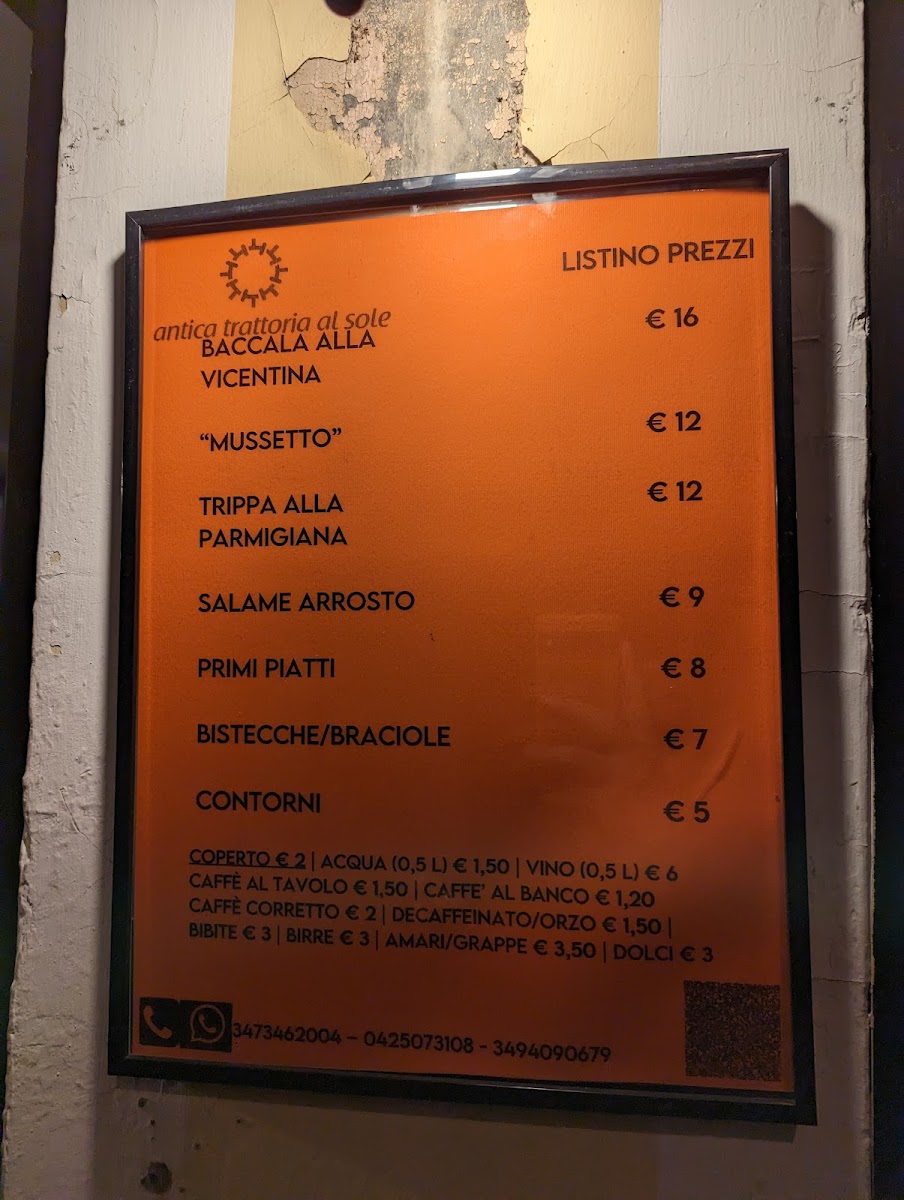 LISTINO PREZZI
antica trattoria al sole
BACCALA ALLA € 16
VICENTINA
“MUSSETTO” € 12
TRIPPA ALLA € 12
PARMIGIANA
SALAME ARROSTO € 9
PRIMI PIATTI € 8
BISTECCHE/BRACIOLE € 7
CONTORNI € 5
COPERTO € 2 | ACQUA (0,5 L) € 1,50 | VINO (0,5 L) € 6
CAFFÈ AL TAVOLO € 1,50 | CAFFE' AL BANCO € 1,20
CAFFÈ CORRETTO € 2 | DECAFFEINATO/ORZO € 1,50 |
BIBITE € 3 | BIRRE € 3 | AMARI/GRAPPE € 3,50 | DOLCI € 3
3473462004 – 0425073108 - 3494090679